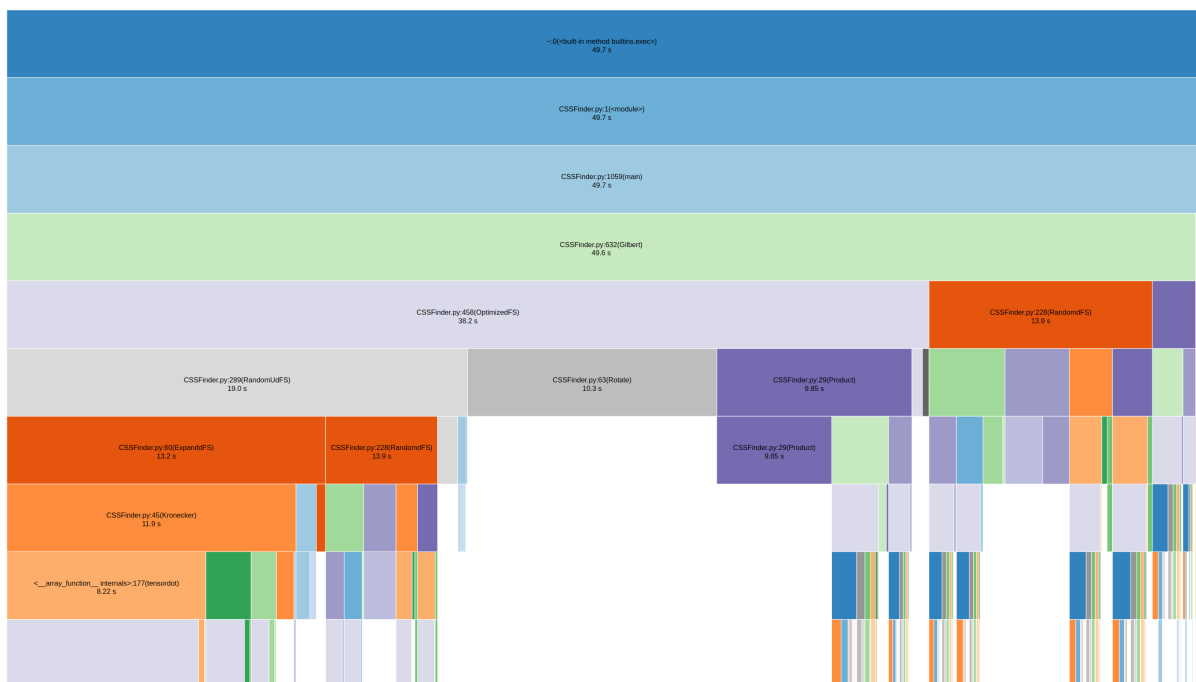 ~:0(<built-in method builtins.exec>)
49.7 s
CSSFinder.py:1(<module>)
49.7 s
CSSFinder.py:1059(main)
49.7 s
CSSFinder.py:632(Gilbert)
49.6 s
CSSFinder.py:458(OptimizedFS)
38.2 s
CSSFinder.py:228(RandomdFS)
13.9 s
CSSFinder.py:289(RandomUdFS)
19.0 s
CSSFinder.py:63(Rotate)
10.3 s
CSSFinder.py:29(Product)
9.85 s
CSSFinder.py:60(ExpanddFS)
13.2 s
CSSFinder.py:228(RandomdFS)
13.9 s
CSSFinder.py:29(Product)
9.85 s
CSSFinder.py:45(Kronecker)
11.9 s
<__array_function__ internals>:177(tensordot)
8.22 s